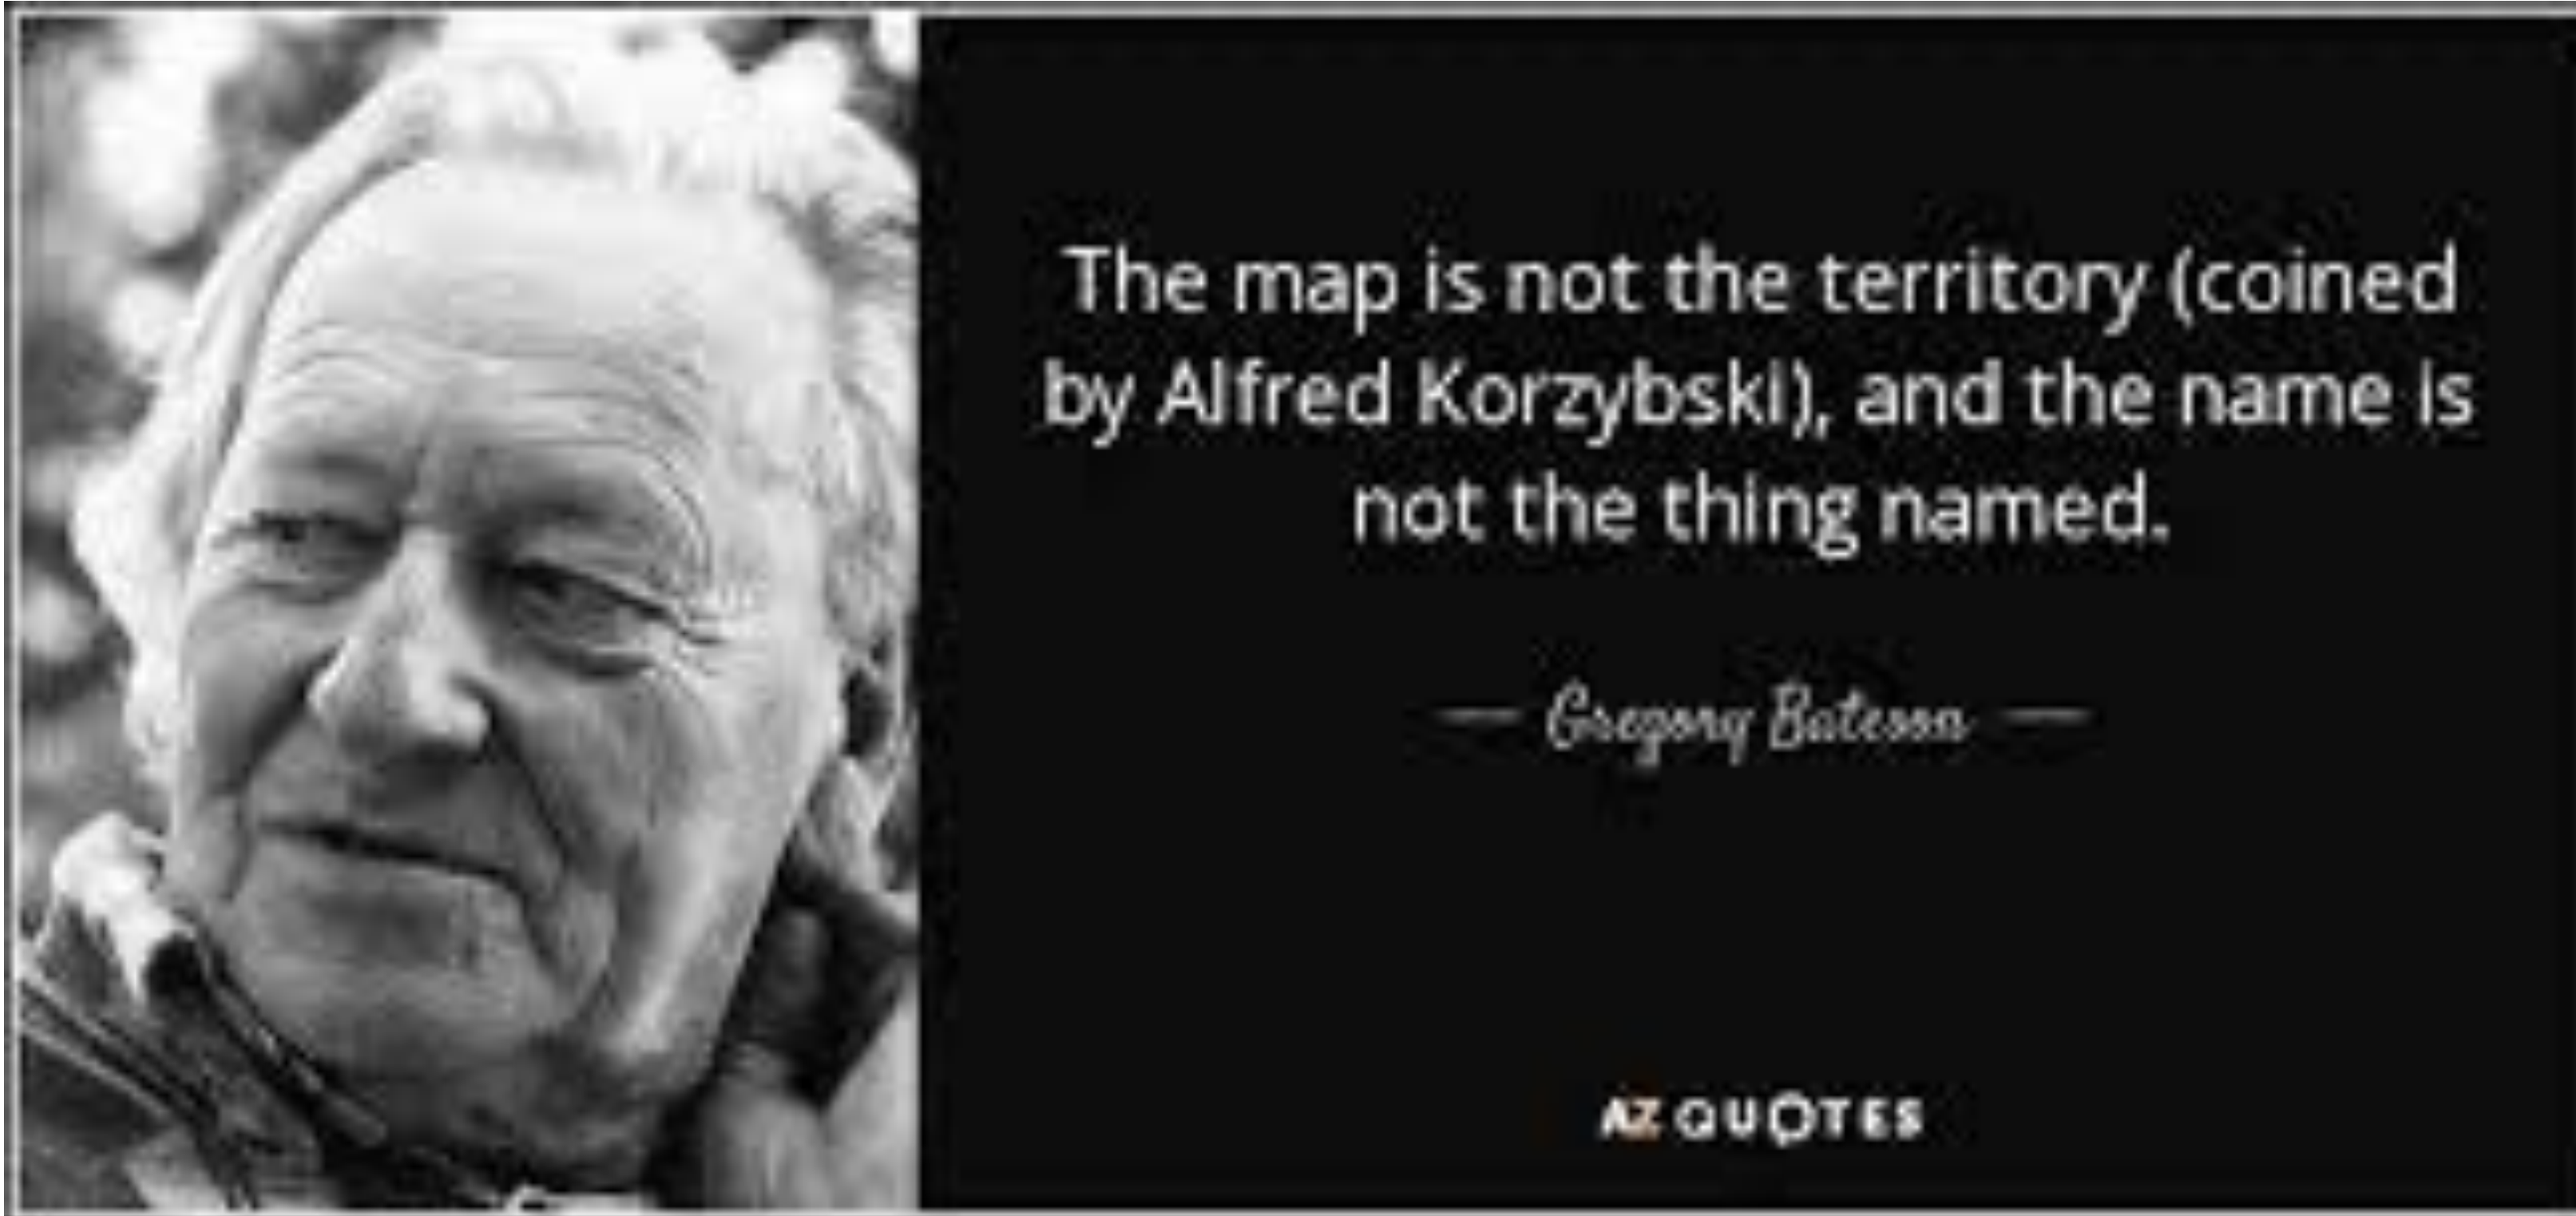 The map is not the territory (coined
by Alfred Korzybski), and the name is
not the thing named.
— Gregory Bateson —
AZ QUOTES